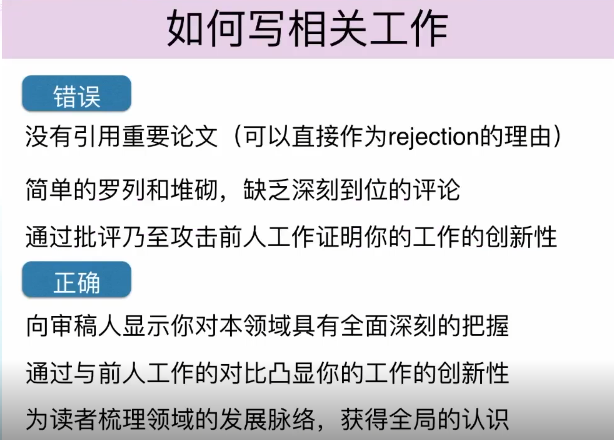 如何写相关工作
错误
没有引用重要论文（可以直接作为rejection的理由）
简单的罗列和堆砌，缺乏深刻到位的评论
通过批评乃至攻击前人工作证明你的工作的创新性
正确
向审稿人显示你对本领域具有全面深刻的把握
通过与前人工作的对比凸显你的工作的创新性
为读者梳理领域的发展脉络，获得全局的认识